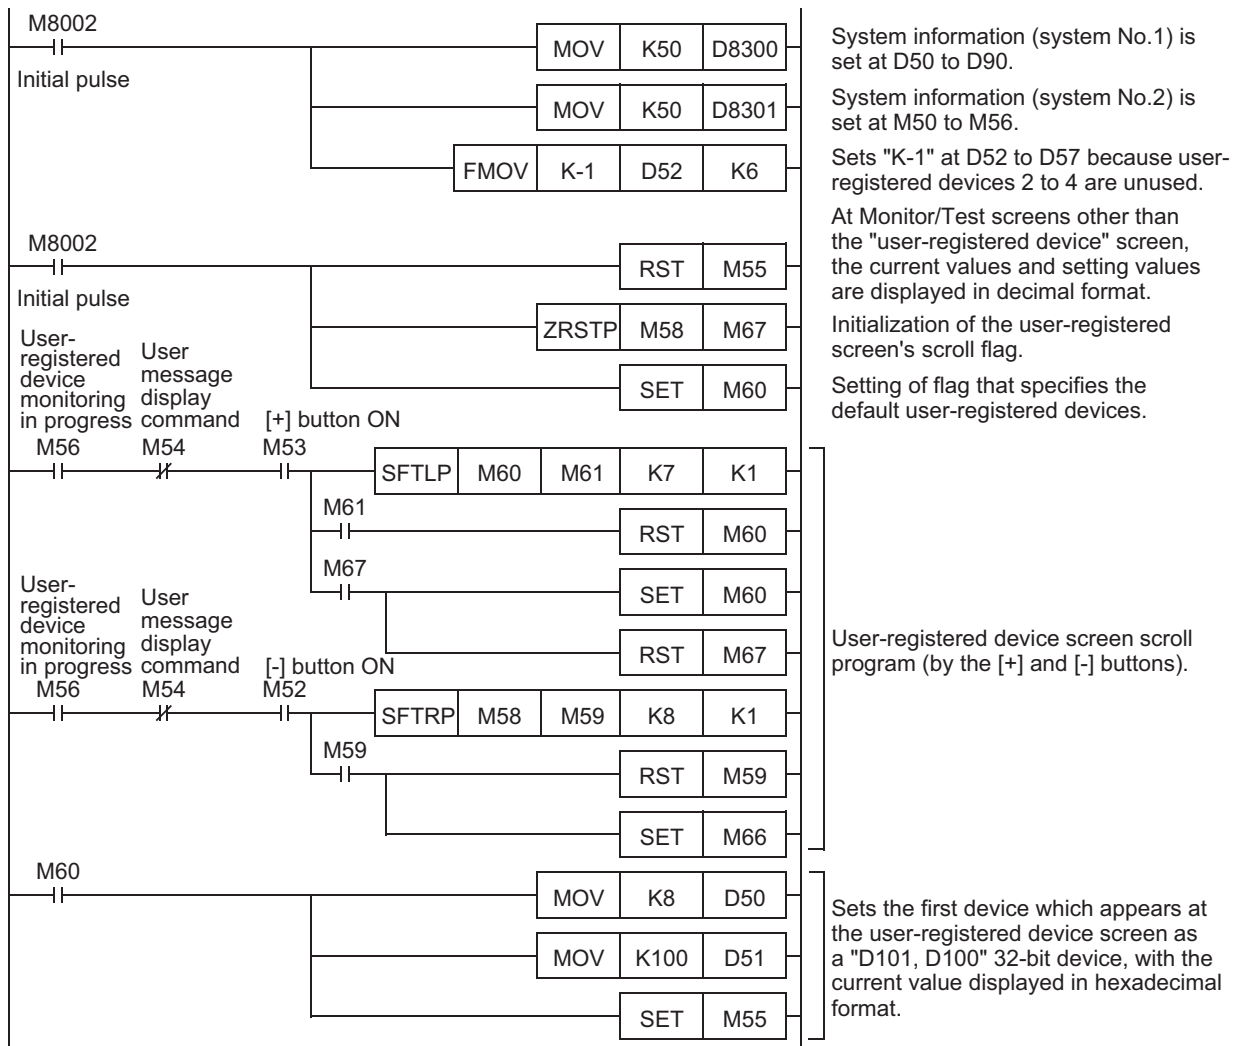 M8002
MOV K50 D8300
System information (system No.1) is
set at D50 to D90.
Initial pulse
MOV K50 D8301
System information (system No.2) is
set at M50 to M56.
FMOV K-1 D52 K6
Sets "K-1" at D52 to D57 because user-
registered devices 2 to 4 are unused.
M8002
RST M55
At Monitor/Test screens other than
the "user-registered device" screen,
the current values and setting values
are displayed in decimal format.
Initial pulse
ZRSTP M58 M67
Initialization of the user-registered
screen's scroll flag.
SET M60
Setting of flag that specifies the
default user-registered devices.
User-
registered
device
monitoring
in progress
M56
User
message
display
command
M54
[+] button ON
M53
SFTLP M60 M61 K7 K1
M61
RST M60
M67
SET M60
RST M67
User-registered device screen scroll
program (by the [+] and [-] buttons).
User-
registered
device
monitoring
in progress
M56
User
message
display
command
M54
[-] button ON
M52
SFTRP M58 M59 K8 K1
M59
RST M59
SET M66
M60
MOV K8 D50
MOV K100 D51
SET M55
Sets the first device which appears at
the user-registered device screen as
a "D101, D100" 32-bit device, with the
current value displayed in hexadecimal
format.